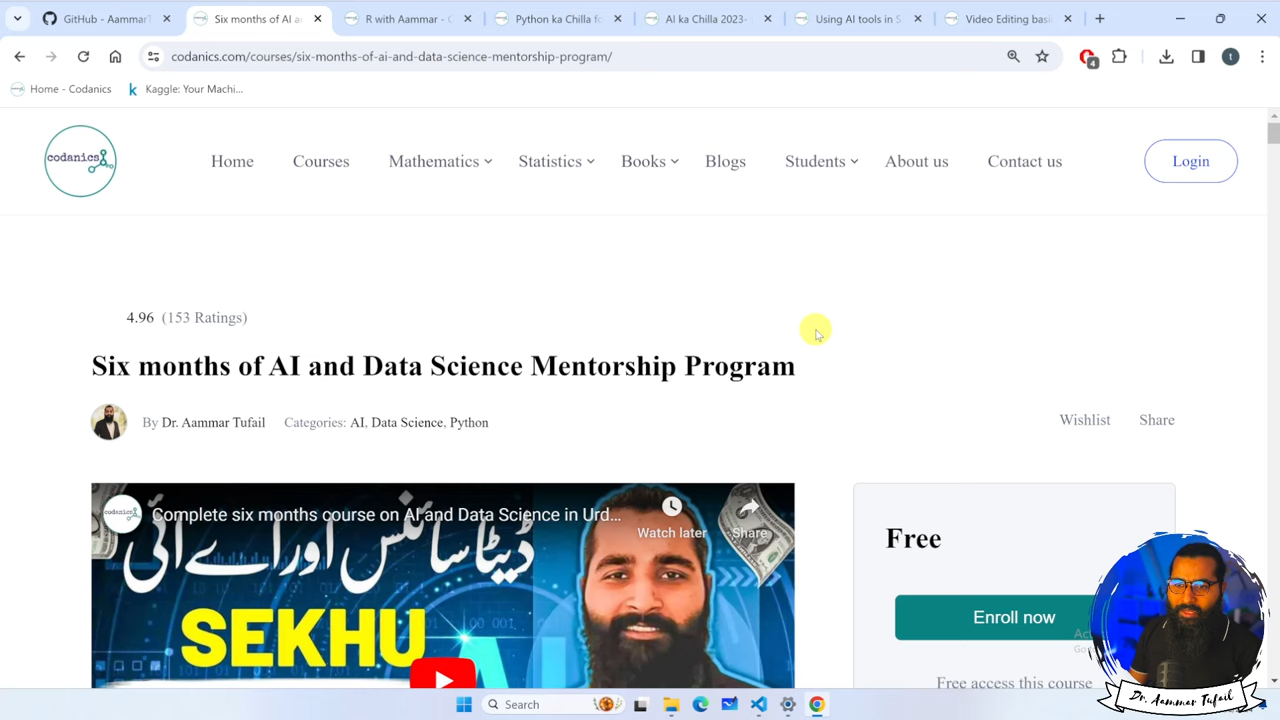 GitHub - AammarT
Six months of AI a
R with Aammar - C
Python ka Chilla fo
AI ka Chilla 2023-
Using AI tools in S
Video Editing basi
codanics.com/courses/six-months-of-ai-and-data-science-mentorship-program/
4
t
Home - Codanics
Kaggle: Your Machi...
codanics
Home
Courses
Mathematics
Statistics
Books
Blogs
Students
About us
Contact us
Login
4.96 (153 Ratings)
Six months of AI and Data Science Mentorship Program
By Dr. Aammar Tufail
Categories: AI, Data Science, Python
Wishlist
Share
Complete six months course on AI and Data Science in Urd...
Watch later
Share
ڈیٹا سائنس اور اے آئی
SEKHU
Free
Enroll now
Free access this course
Search
Dr. Aammar Tufail